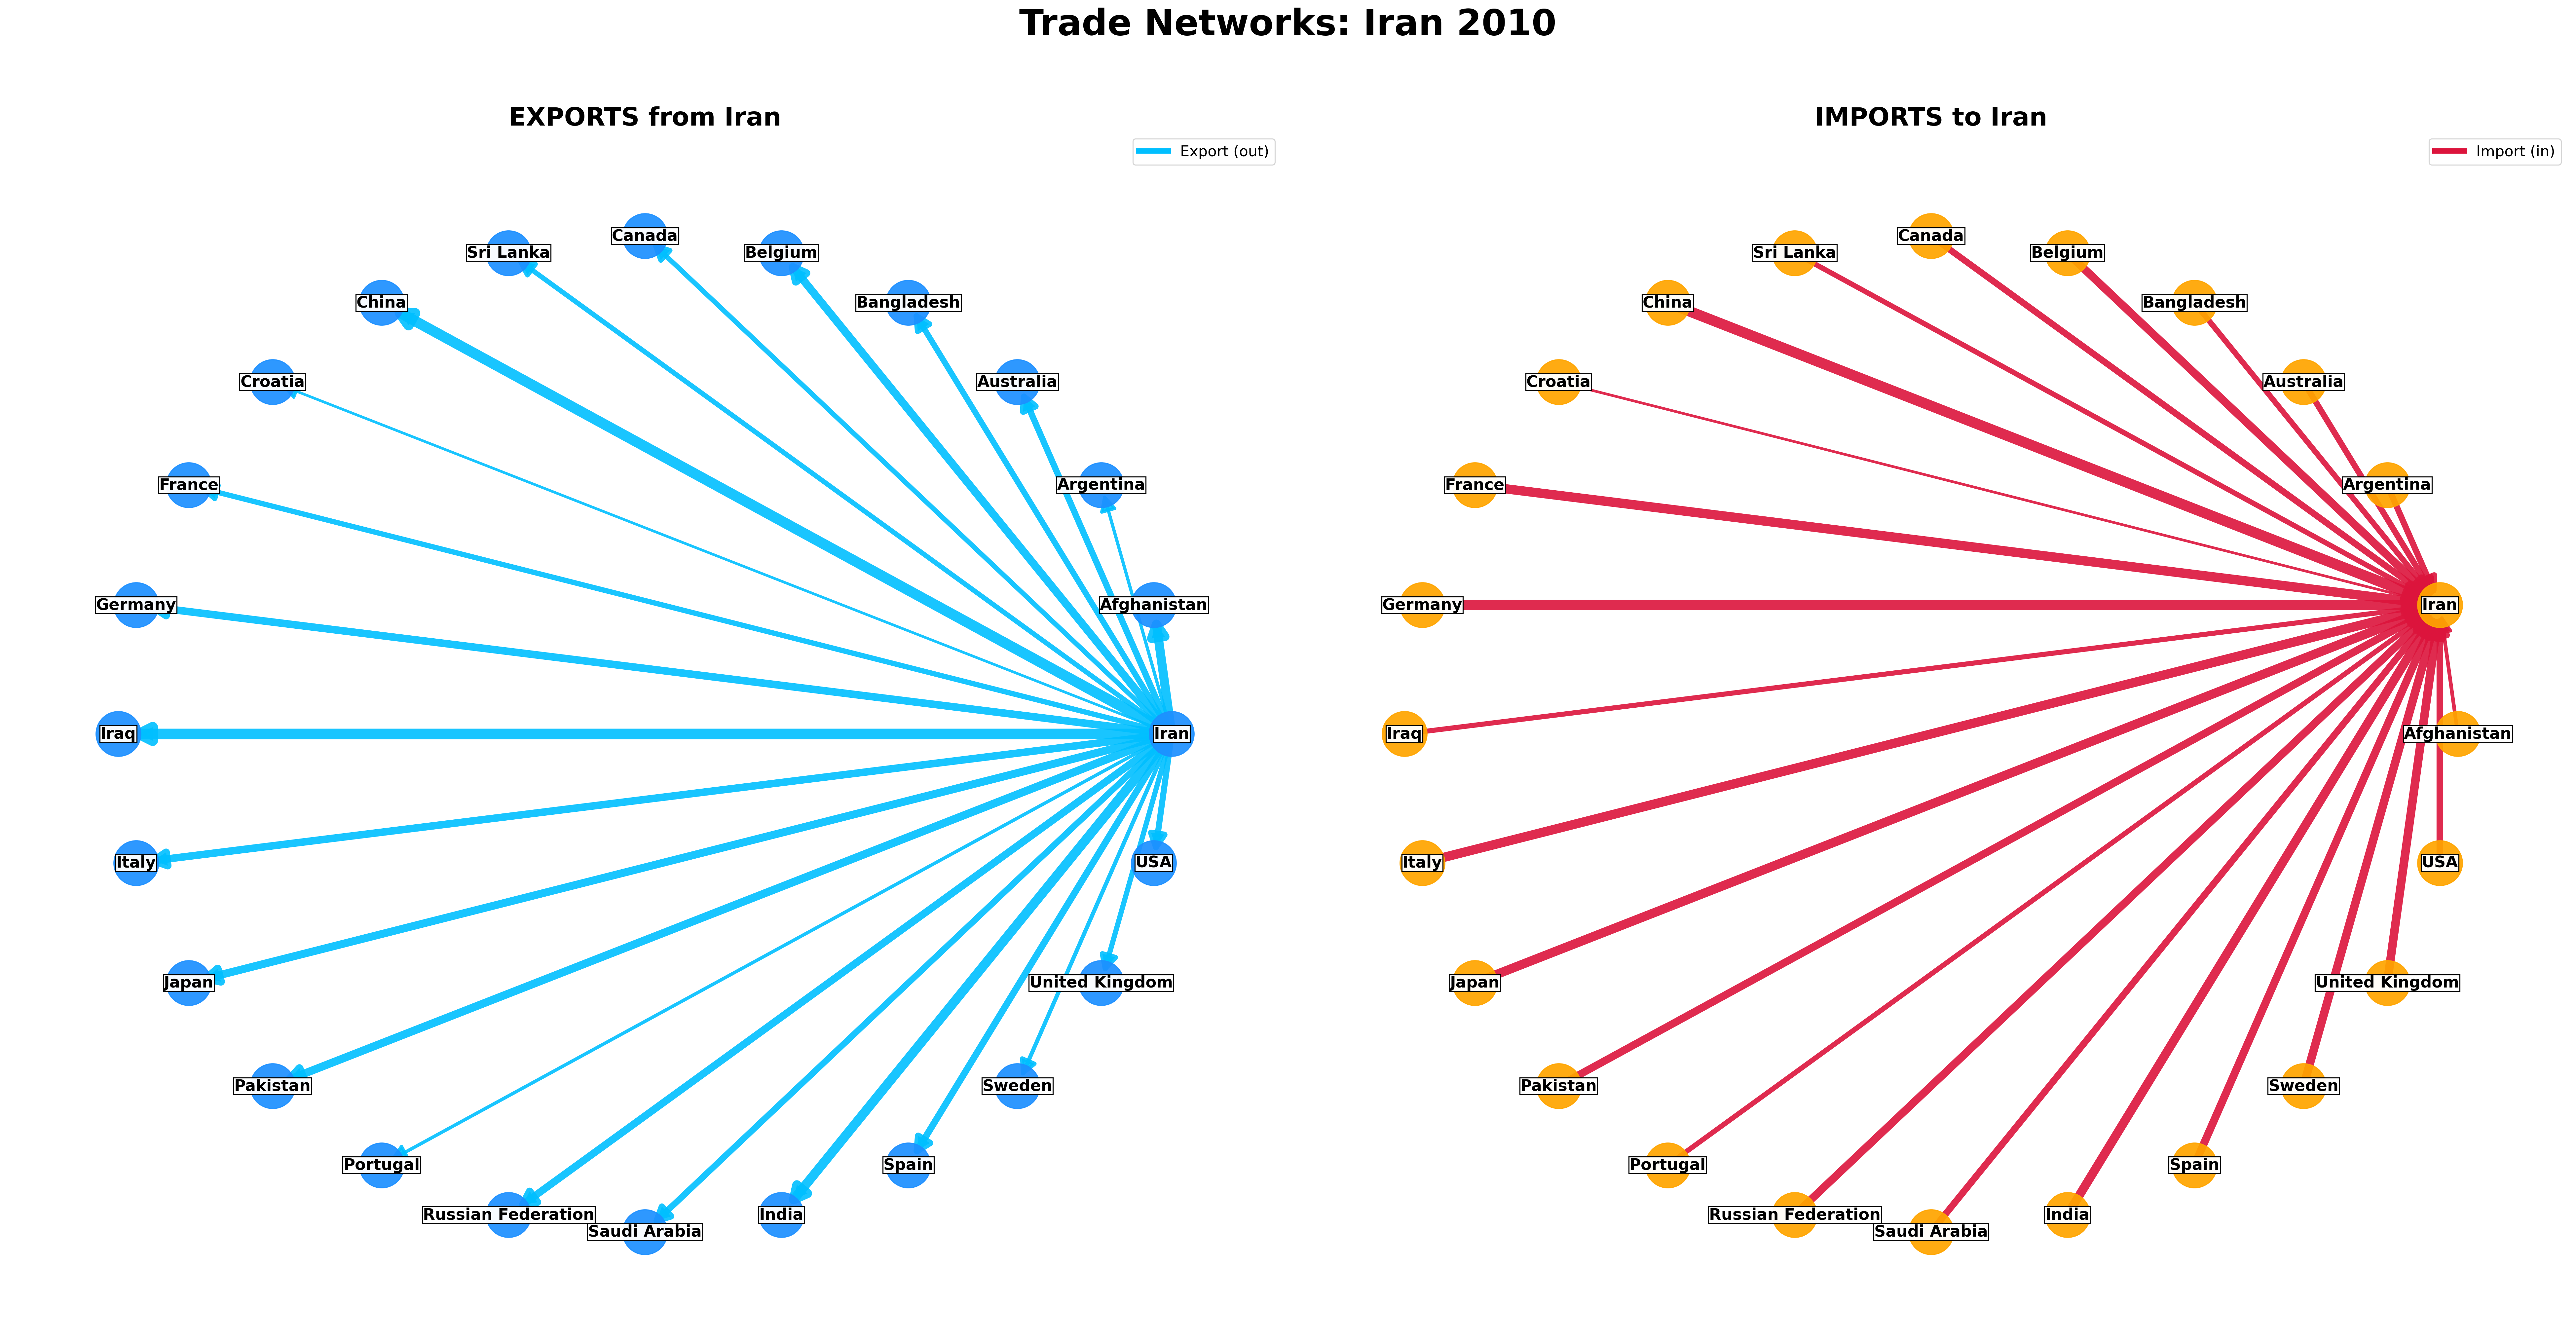 Trade Networks: Iran 2010
EXPORTS from Iran
Export (out)
Canada
Sri Lanka
Belgium
China
Bangladesh
Croatia
Australia
France
Argentina
Germany
Afghanistan
Iraq
Iran
Italy
USA
Japan
United Kingdom
Pakistan
Sweden
Portugal
Spain
Russian Federation
India
Saudi Arabia
IMPORTS to Iran
Import (in)
Canada
Sri Lanka
Belgium
China
Bangladesh
Croatia
Australia
France
Argentina
Germany
Iran
Iraq
Afghanistan
Italy
USA
Japan
United Kingdom
Pakistan
Sweden
Portugal
Spain
Russian Federation
India
Saudi Arabia